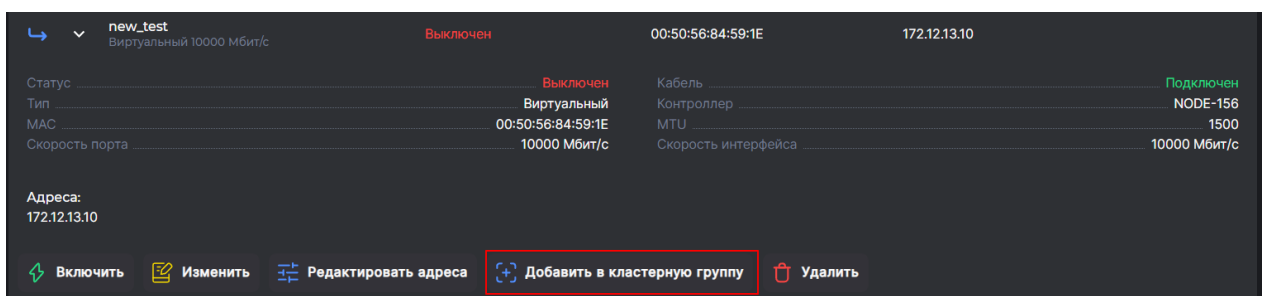 new_test
Виртуальный 10000 Мбит/с
Выключен
00:50:56:84:59:1E
172.12.13.10
Статус Выключен
Кабель Подключен
Тип Виртуальный
Контроллер NODE-156
MAC 00:50:56:84:59:1E
MTU 1500
Скорость порта 10000 Мбит/с
Скорость интерфейса 10000 Мбит/с
Адреса:
172.12.13.10
Включить Изменить Редактировать адреса Добавить в кластерную группу Удалить